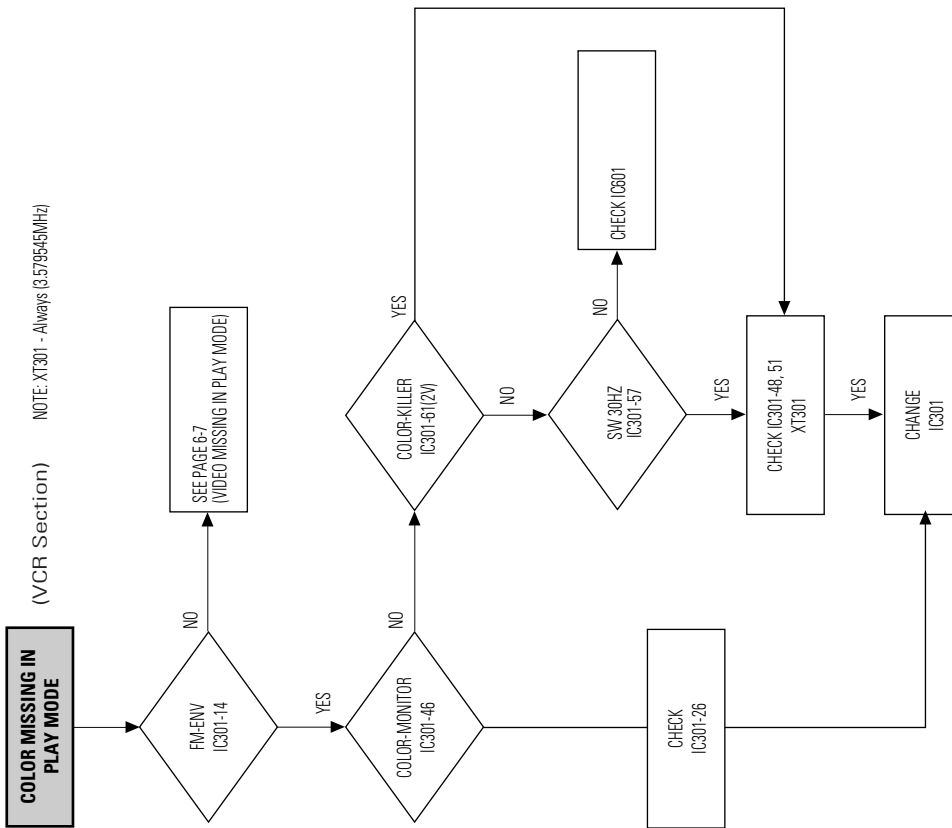 COLOR MISSING IN
PLAY MODE
(VCR Section)
NOTE: XT301 - Always (3.579545MHz)
FM-ENV
IC301-14
NO
SEE PAGE 6-7
(VIDEO MISSING IN PLAY MODE)
YES
COLOR-MONITOR
IC301-46
NO
COLOR-KILLER
IC301-61(2V)
YES
NO
SW 30HZ
IC301-57
NO
CHECK IC601
YES
CHECK IC301-48, 51
XT301
YES
CHECK
IC301-26
CHANGE
IC301